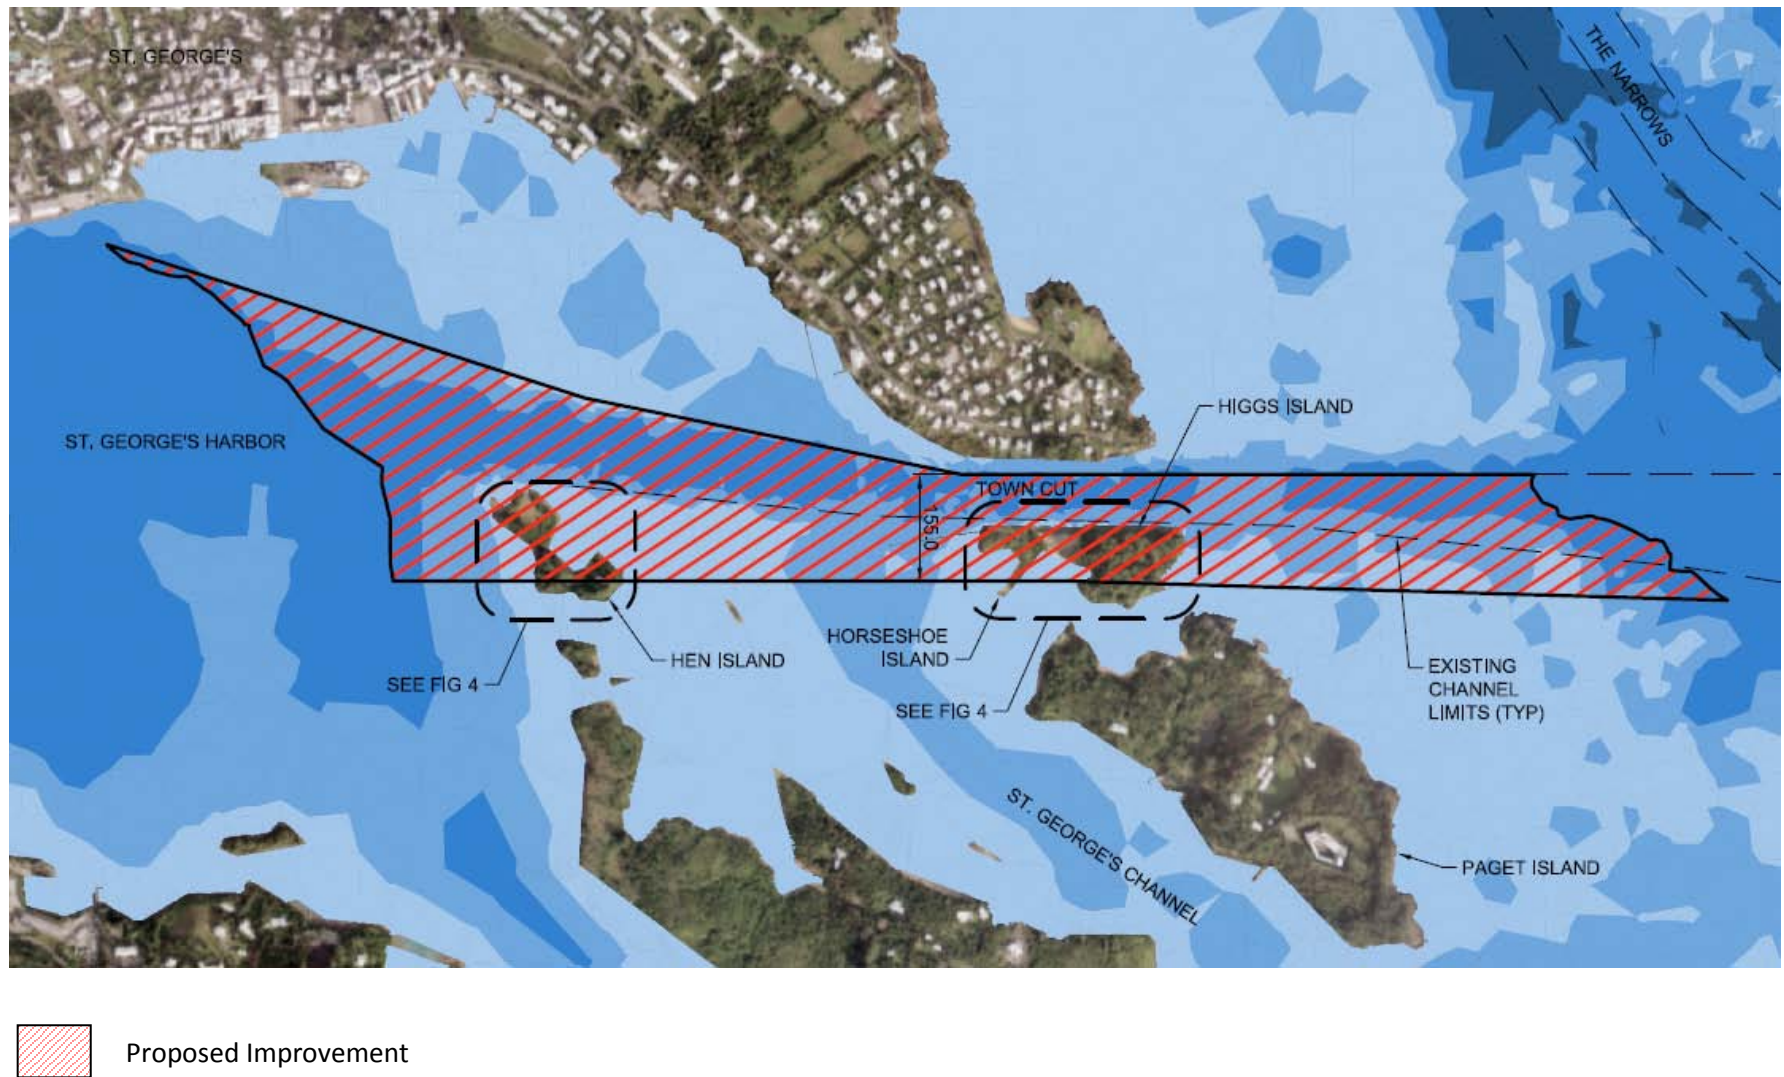 ST. GEORGE'S
THE NARROWS
HIGGS ISLAND
ST. GEORGE'S HARBOR
TOWN CUT
155.0
HORSESHOE
ISLAND
HEN ISLAND
SEE FIG 4
SEE FIG 4
EXISTING
CHANNEL
LIMITS (TYP)
ST. GEORGE'S CHANNEL
PAGET ISLAND
Proposed Improvement